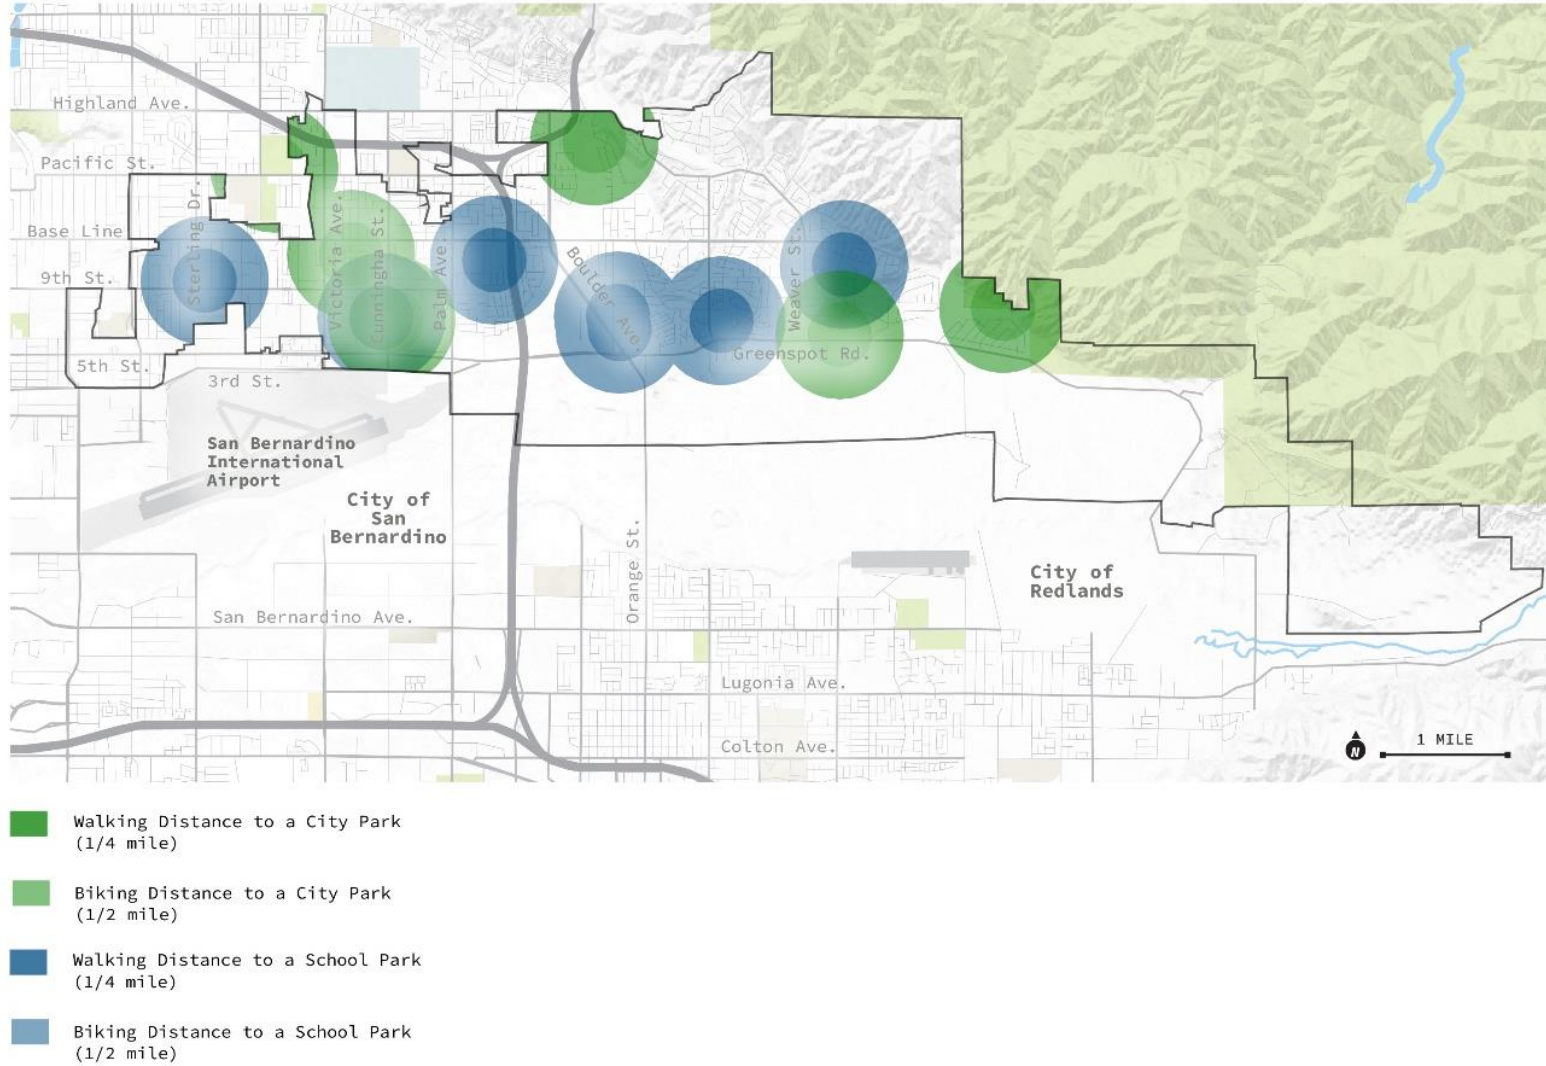 Highland Ave.
Pacific St.
Sterling Dr.
Base Line
Victoria Ave.
Cunningha St.
Palm Ave.
Boulder Ave
Weaver St.
9th St.
Greenspot Rd.
5th St.
3rd St.
San Bernardino
International
Airport
City of
San
Bernardino
Orange St.
City of
Redlands
San Bernardino Ave.
Lugonia Ave.
Colton Ave.
N
1 MILE
Walking Distance to a City Park
(1/4 mile)
Biking Distance to a City Park
(1/2 mile)
Walking Distance to a School Park
(1/4 mile)
Biking Distance to a School Park
(1/2 mile)